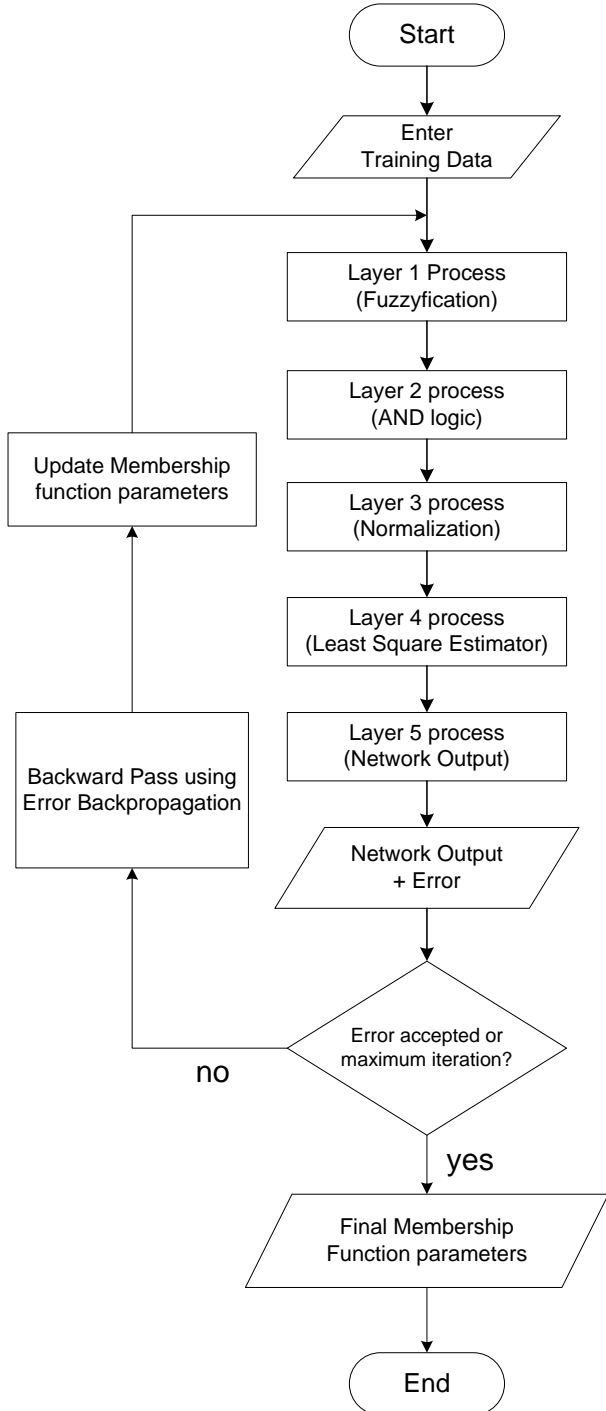 Start
Enter
Training Data
Layer 1 Process
(Fuzzyfication)
Layer 2 process
(AND logic)
Layer 3 process
(Normalization)
Layer 4 process
(Least Square Estimator)
Layer 5 process
(Network Output)
Network Output
+ Error
Error accepted or
maximum iteration?
no
Backward Pass using
Error Backpropagation
Update Membership
function parameters
yes
Final Membership
Function parameters
End